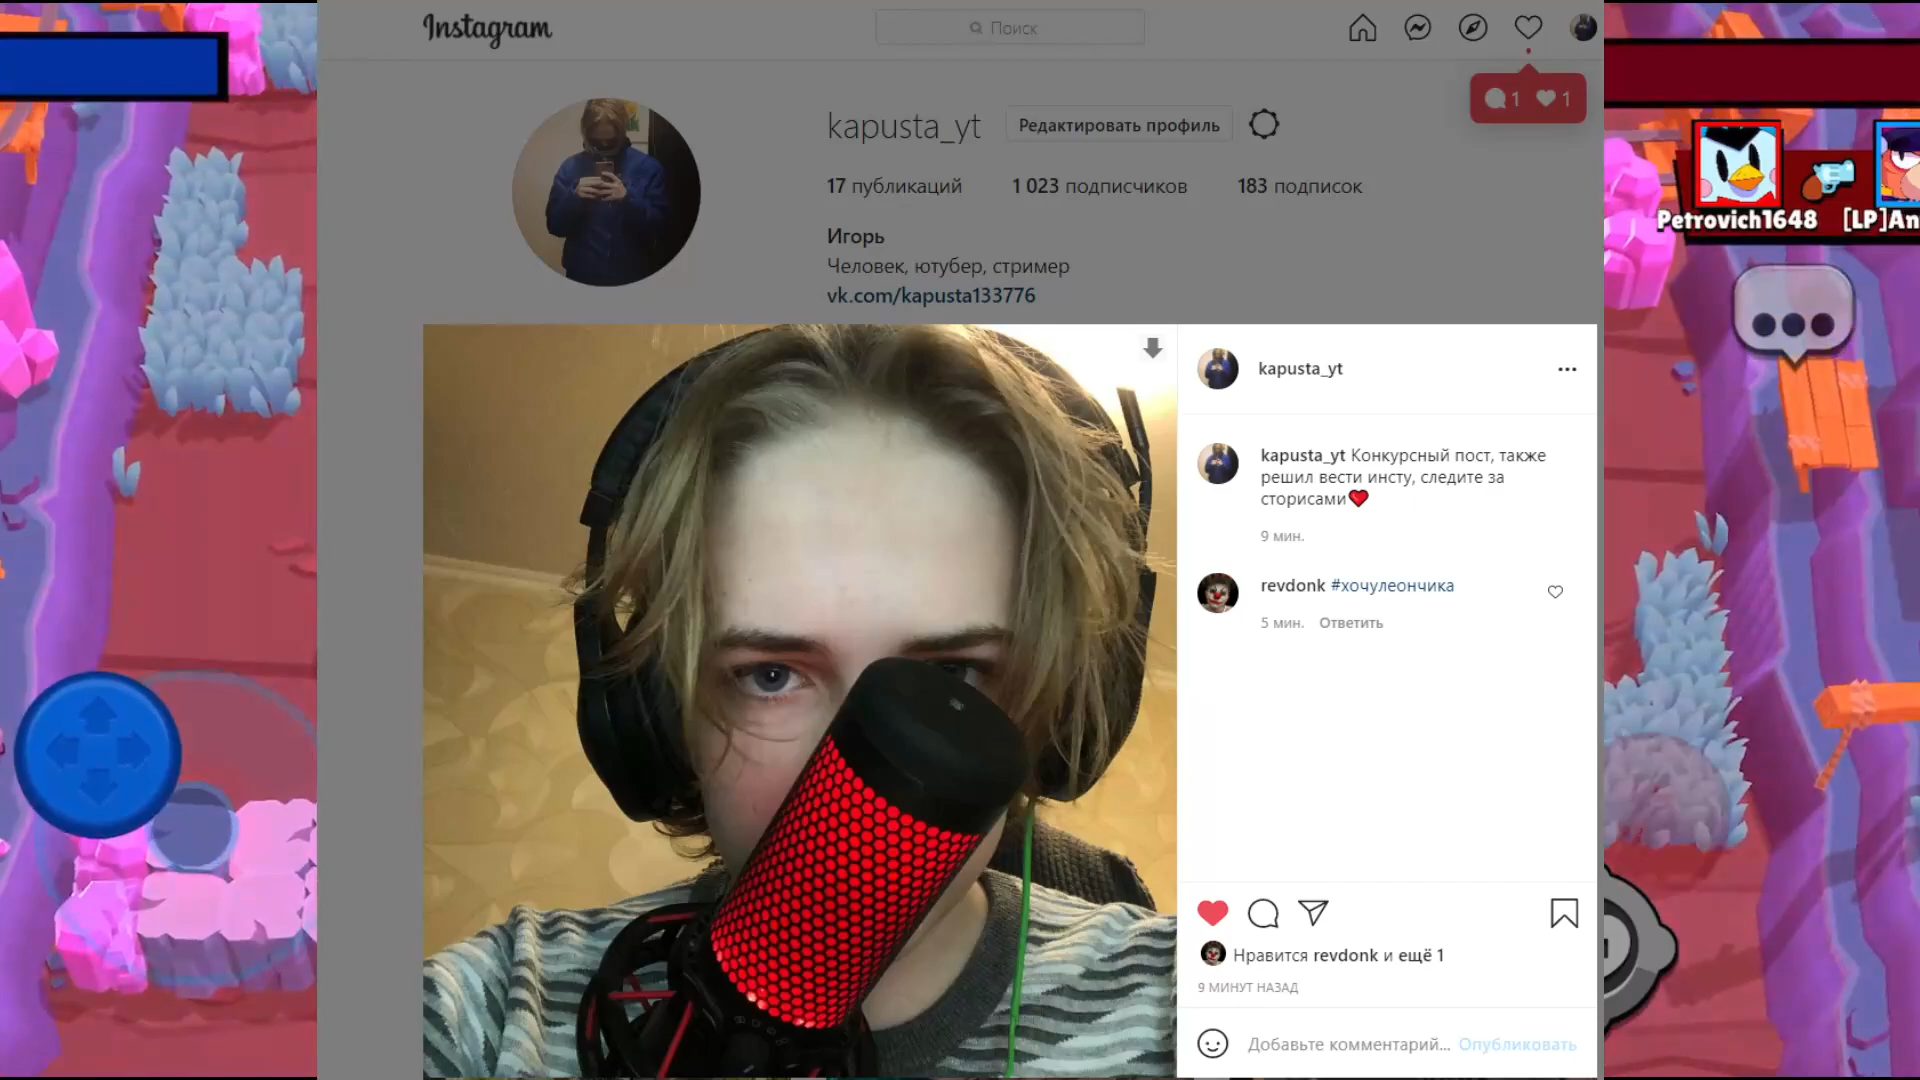 Instagram
Поиск
1 1
kapusta_yt Редактировать профиль
17 публикаций 1 023 подписчиков 183 подписок
Игорь
Человек, ютубер, стример
vk.com/kapusta133776
Petrovich1648 [LP]An
kapusta_yt
kapusta_yt Конкурсный пост, также
решил вести инсту, следите за
сторисами❤️
9 мин.
revdonk #хочулеончика
5 мин. Ответить
Нравится revdonk и ещё 1
9 МИНУТ НАЗАД
Добавьте комментарий... Опубликовать